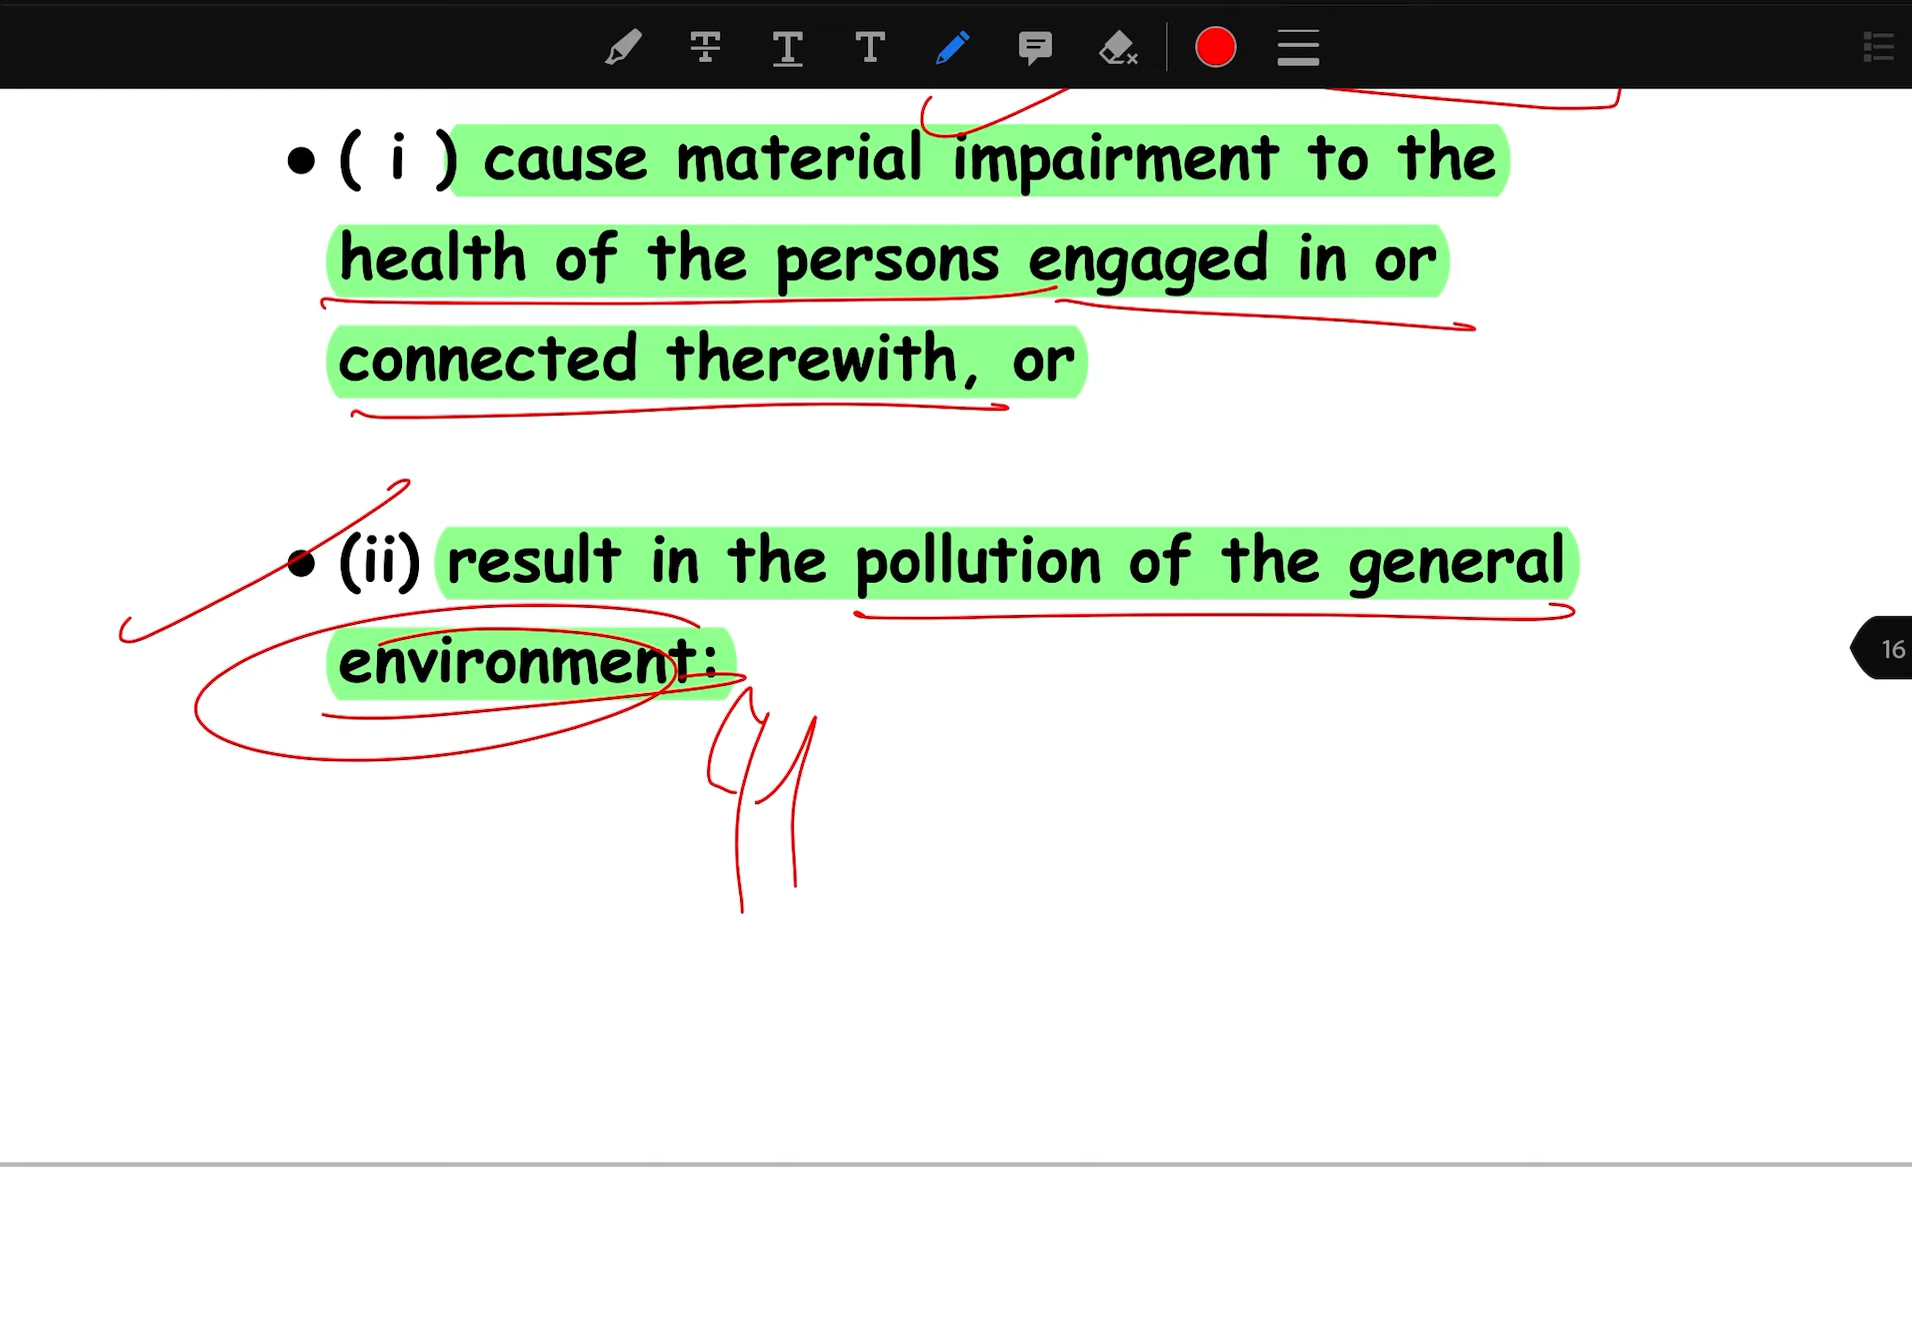 • ( i ) cause material impairment to the
health of the persons engaged in or
connected therewith, or
• (ii) result in the pollution of the general
environment:
16